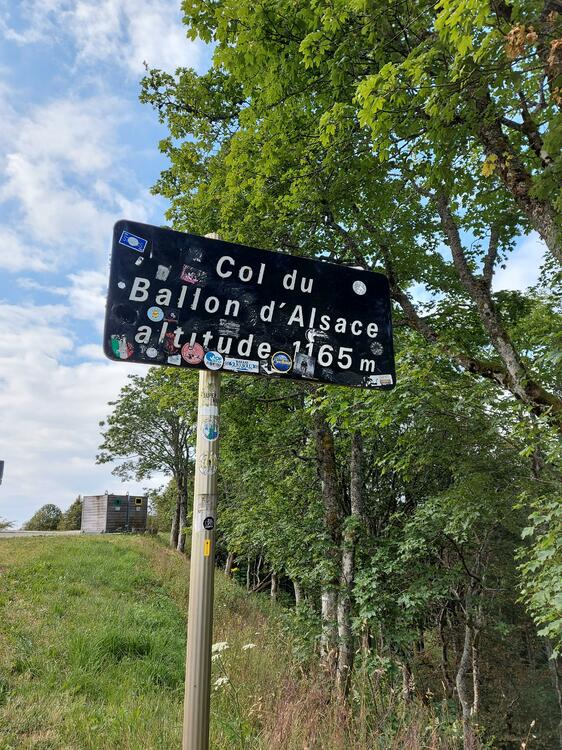 Col du
Ballon d'Alsace
altitude 1165 m